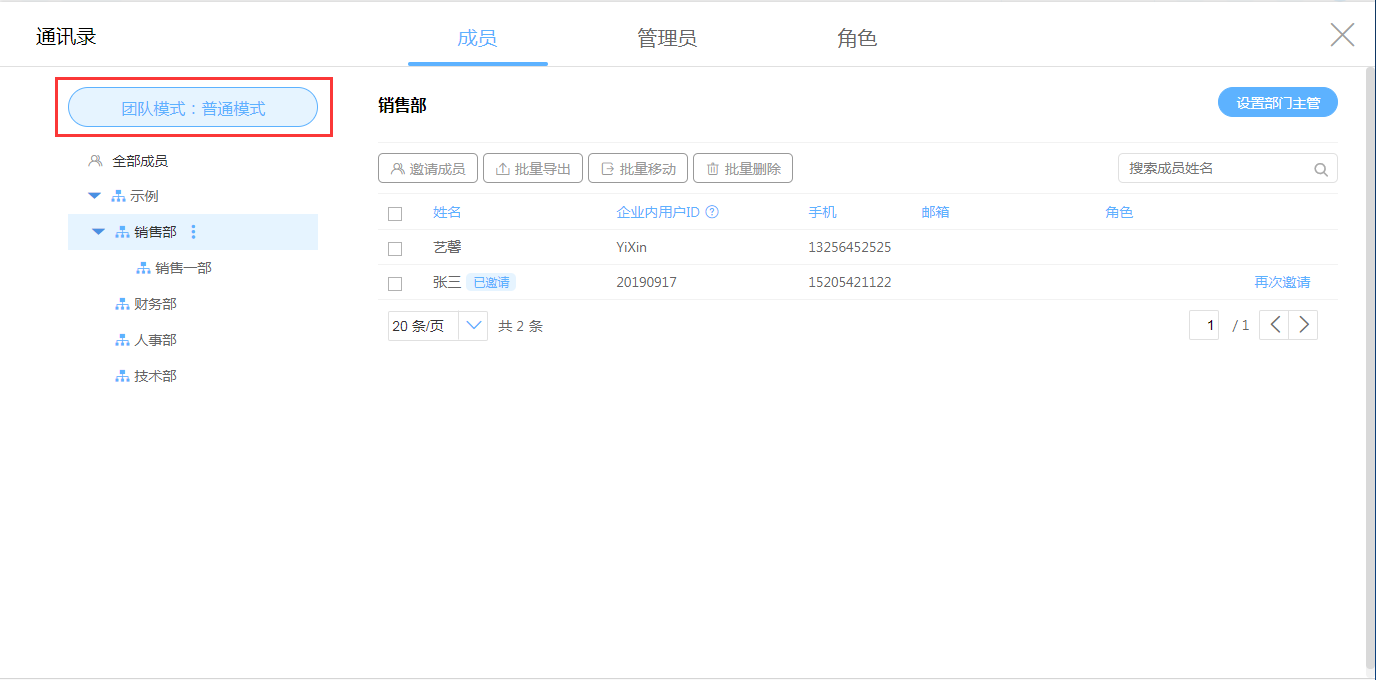 通讯录
成员
管理员
角色
团队模式：普通模式
全部成员
示例
销售部
销售一部
财务部
人事部
技术部
销售部
设置部门主管
邀请成员
批量导出
批量移动
批量删除
搜索成员姓名
姓名 企业内用户ID 手机 邮箱 角色
艺馨 YiXin 13256452525
张三 已邀请 20190917 15205421122 再次邀请
20 条/页 共 2 条
1 / 1